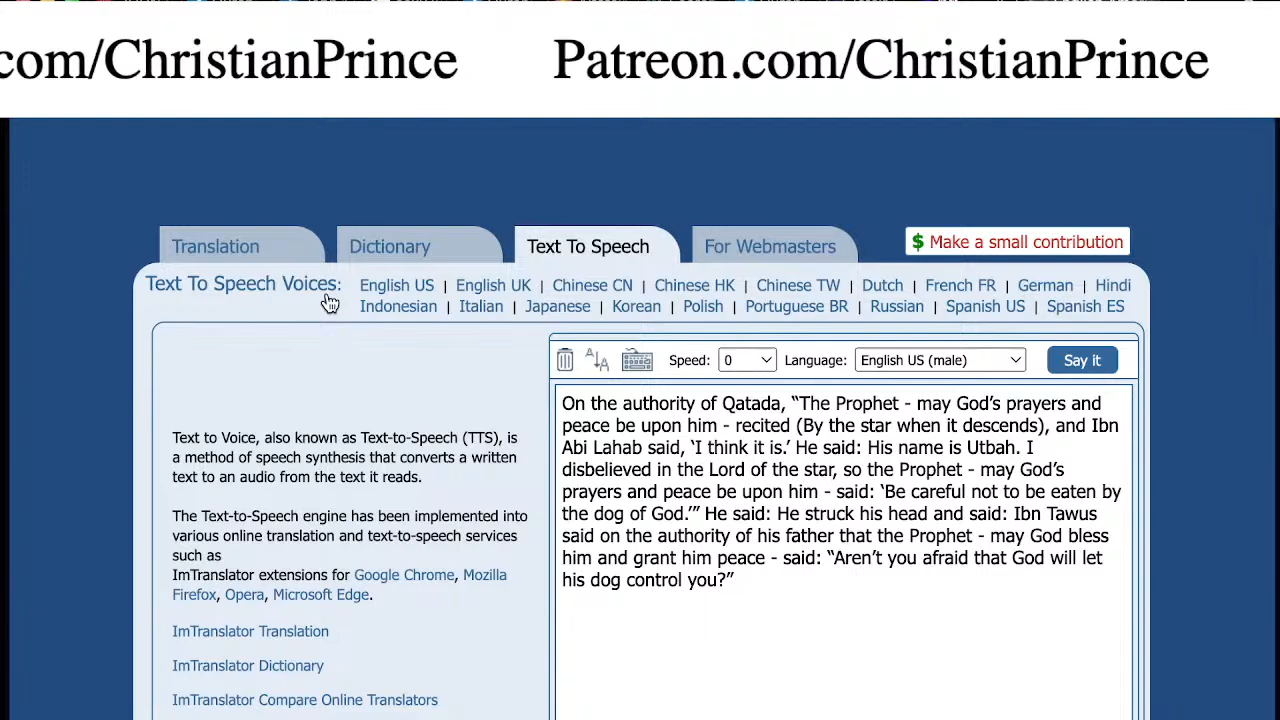 com/ChristianPrince Patreon.com/ChristianPrince
Translation Dictionary Text To Speech For Webmasters $ Make a small contribution
Text To Speech Voices: English US | English UK | Chinese CN | Chinese HK | Chinese TW | Dutch | French FR | German | Hindi
Indonesian | Italian | Japanese | Korean | Polish | Portuguese BR | Russian | Spanish US | Spanish ES
Speed: 0 Language: English US (male) Say it
On the authority of Qatada, “The Prophet - may God’s prayers and
peace be upon him - recited (By the star when it descends), and Ibn
Abi Lahab said, ‘I think it is.’ He said: His name is Utbah. I
disbelieved in the Lord of the star, so the Prophet - may God’s
prayers and peace be upon him - said: ‘Be careful not to be eaten by
the dog of God.’” He said: He struck his head and said: Ibn Tawus
said on the authority of his father that the Prophet - may God bless
him and grant him peace - said: “Aren’t you afraid that God will let
his dog control you?”
Text to Voice, also known as Text-to-Speech (TTS), is
a method of speech synthesis that converts a written
text to an audio from the text it reads.
The Text-to-Speech engine has been implemented into
various online translation and text-to-speech services
such as
ImTranslator extensions for Google Chrome, Mozilla
Firefox, Opera, Microsoft Edge.
ImTranslator Translation
ImTranslator Dictionary
ImTranslator Compare Online Translators